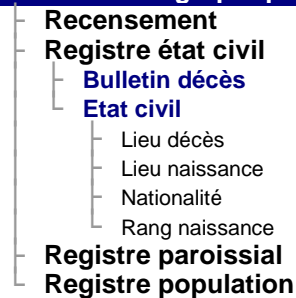 Recensement
Registre état civil
Bulletin décès
Etat civil
Lieu décès
Lieu naissance
Nationalité
Rang naissance
Registre paroissial
Registre population